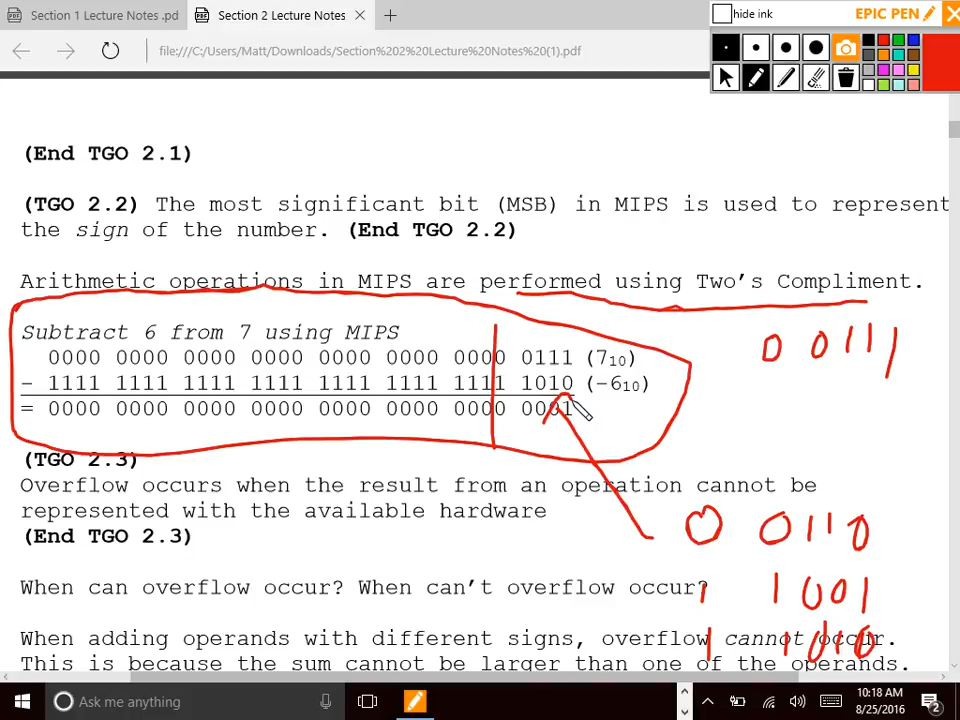 Section 1 Lecture Notes .pd
Section 2 Lecture Notes
hide ink
EPIC PEN
file:///C:/Users/Matt/Downloads/Section%202%20Lecture%20Notes%20(1).pdf
(End TGO 2.1)
(TGO 2.2) The most significant bit (MSB) in MIPS is used to represent
the sign of the number. (End TGO 2.2)
Arithmetic operations in MIPS are performed using Two’s Compliment.
Subtract 6 from 7 using MIPS
0000 0000 0000 0000 0000 0000 0000 0111 (7₁₀)
- 1111 1111 1111 1111 1111 1111 1111 1010 (-6₁₀)
= 0000 0000 0000 0000 0000 0000 0000 0001
0 0111
(TGO 2.3)
Overflow occurs when the result from an operation cannot be
represented with the available hardware
(End TGO 2.3)
0 0110
When can overflow occur? When can’t overflow occur?
1 1001
When adding operands with different signs, overflow cannot occur.
1 1010
This is because the sum cannot be larger than one of the operands.
Ask me anything
10:18 AM
8/25/2016
2